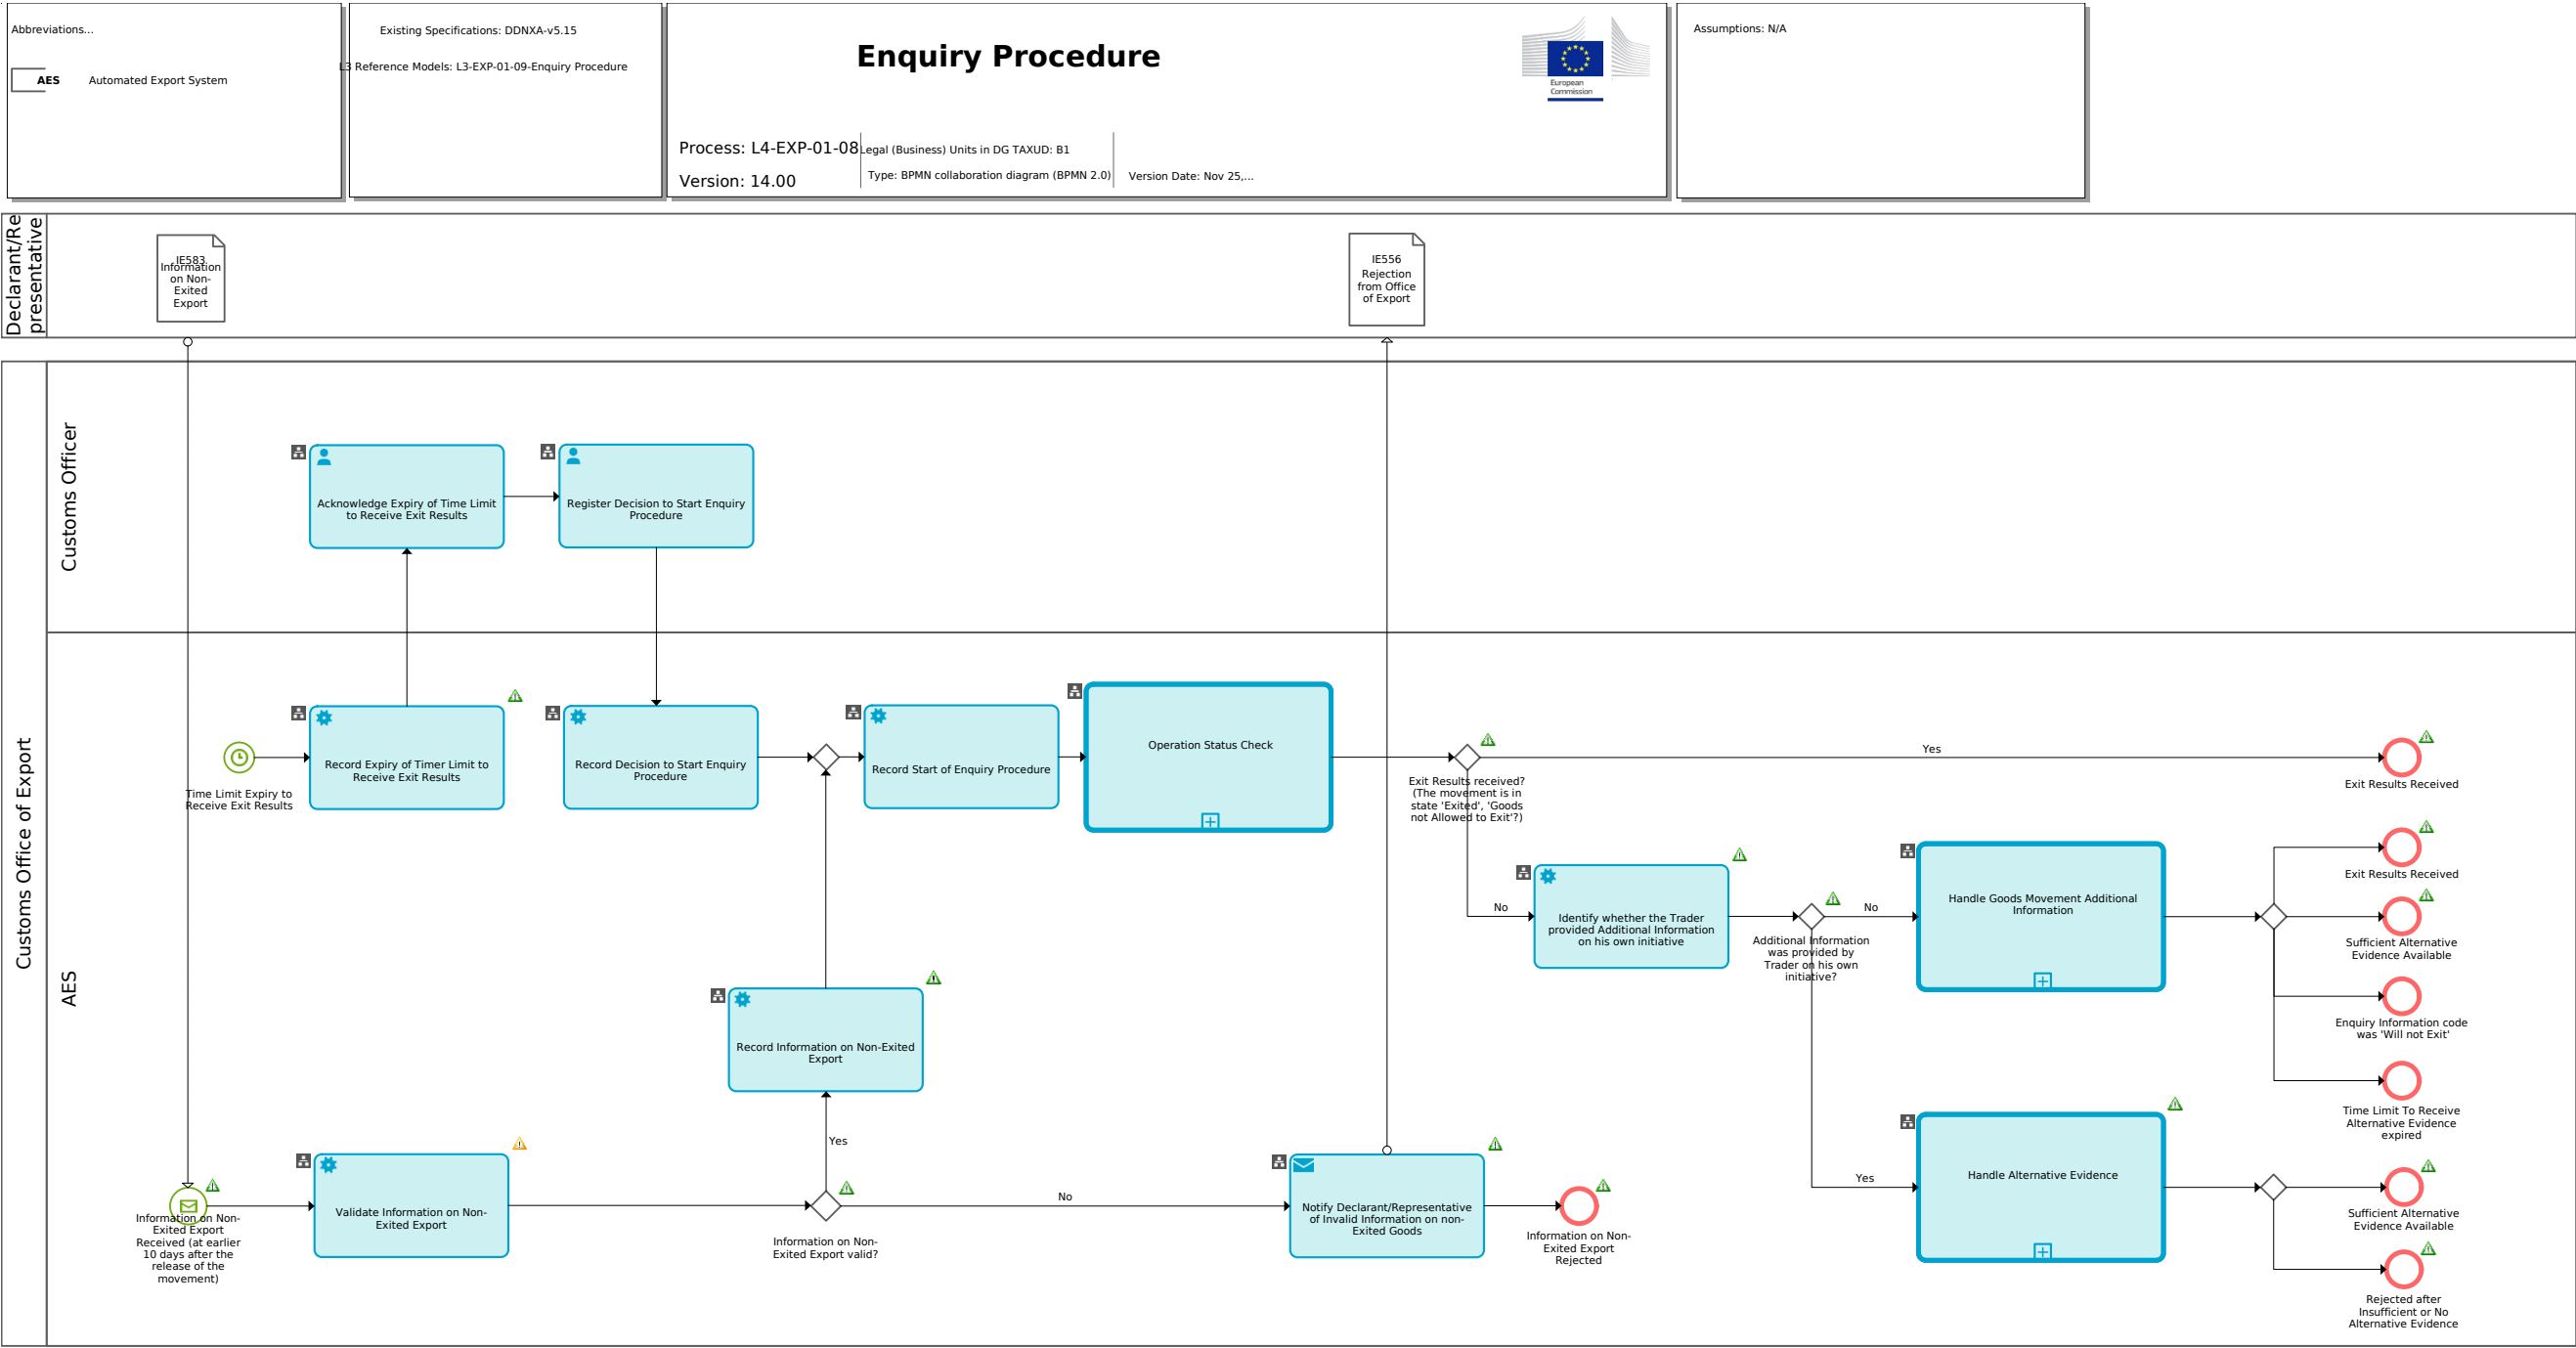 Abbreviations...
AES Automated Export System
Existing Specifications: DDNXA-v5.15
L3 Reference Models: L3-EXP-01-09-Enquiry Procedure
Enquiry Procedure
European
Commission
Process: L4-EXP-01-08
Legal (Business) Units in DG TAXUD: B1
Version: 14.00
Type: BPMN collaboration diagram (BPMN 2.0)
Version Date: Nov 25,...
Assumptions: N/A
Declarant/Re
presentative
IE583
Information
on Non-
Exited
Export
IE556
Rejection
from Office
of Export
Customs Office of Export
Customs Officer
Acknowledge Expiry of Time Limit
to Receive Exit Results
Register Decision to Start Enquiry
Procedure
AES
Time Limit Expiry to
Receive Exit Results
Record Expiry of Timer Limit to
Receive Exit Results
Record Decision to Start Enquiry
Procedure
Record Start of Enquiry Procedure
Operation Status Check
Exit Results received?
(The movement is in
state 'Exited', 'Goods
not Allowed to Exit'?)
Yes
Exit Results Received
No
Identify whether the Trader
provided Additional Information
on his own initiative
Additional Information
was provided by
Trader on his own
initiative?
No
Handle Goods Movement Additional
Information
Exit Results Received
Sufficient Alternative
Evidence Available
Enquiry Information code
was 'Will not Exit'
Time Limit To Receive
Alternative Evidence
expired
Record Information on Non-Exited
Export
Yes
Information on Non-
Exited Export
Received (at earlier
10 days after the
release of the
movement)
Validate Information on Non-
Exited Export
Information on Non-
Exited Export valid?
No
Notify Declarant/Representative
of Invalid Information on non-
Exited Goods
Information on Non-
Exited Export
Rejected
Yes
Handle Alternative Evidence
Sufficient Alternative
Evidence Available
Rejected after
Insufficient or No
Alternative Evidence